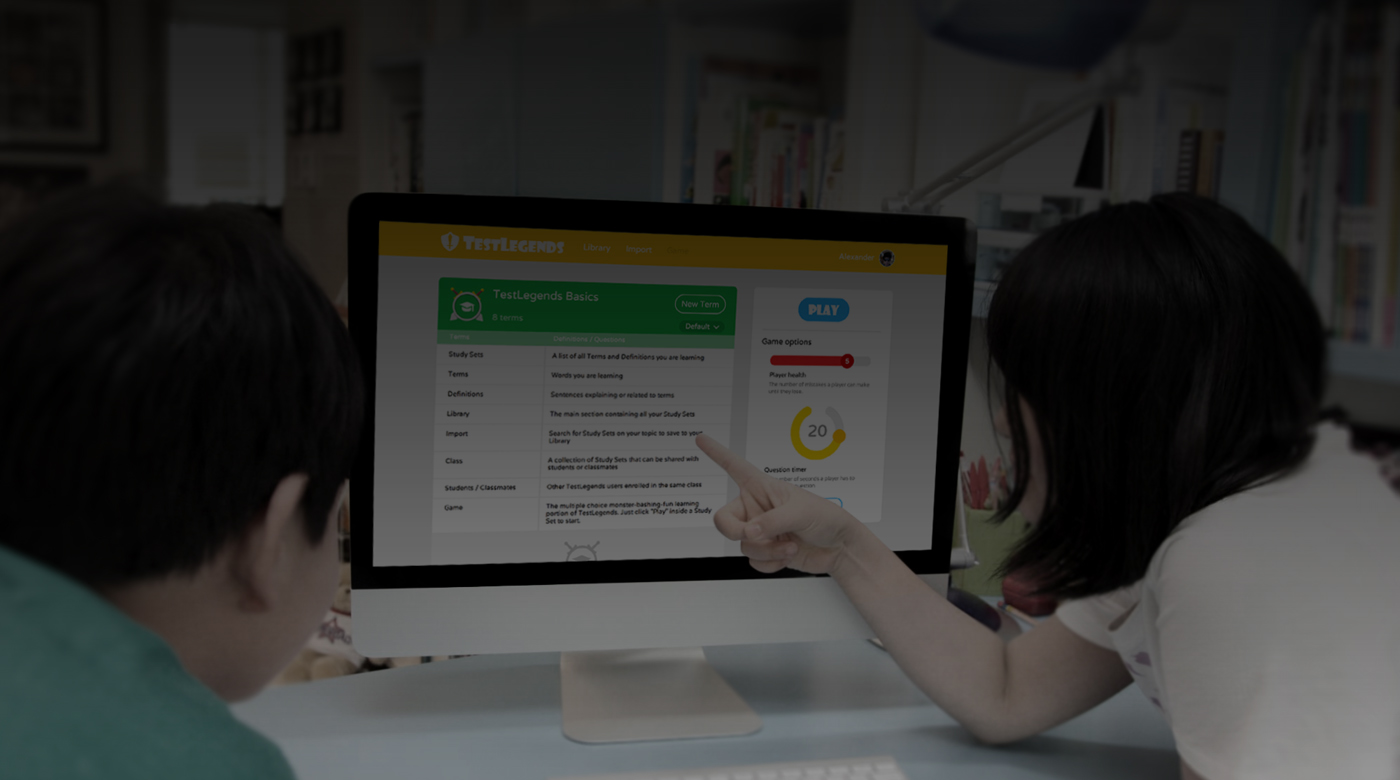 TESTLEGENDS Library Import
Alexander
TestLegends Basics
8 terms
New Term
Default
Terms Definitions / Questions
Study Sets A list of all Terms and Definitions you are learning
Terms Words you are learning
Definitions Sentences explaining or related to terms
Library The main section containing all your Study Sets
Import Search for Study Sets on your topic to save to your
Library
Class A collection of Study Sets that can be shared with
students or classmates
Students / Classmates Other TestLegends users enrolled in the same class
Game The multiple choice monster-bashing-fun learning
portion of TestLegends. Just click "Play" inside a Study
Set to start.
PLAY
Game options
5
Player health:
The number of mistakes a player can make
until they lose.
20
Question timer
number of seconds a player has to